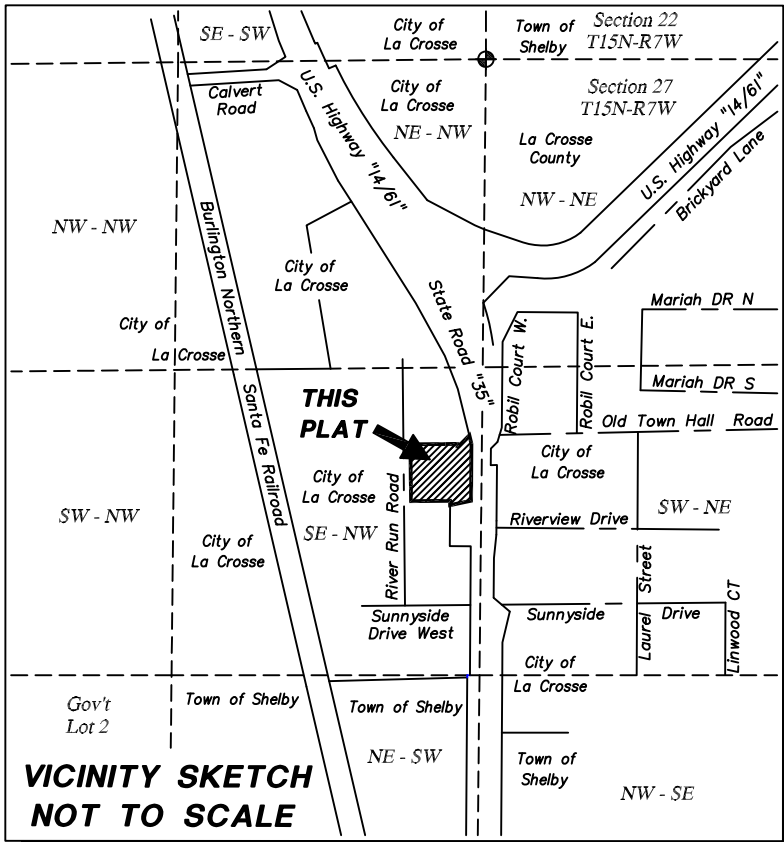 SE - SW
City of
La Crosse
Town of
Shelby
Section 22
T15N-R7W
Calvert
Road
U.S. Highway "14/61"
City of
La Crosse
NE - NW
Section 27
T15N-R7W
La Crosse
County
NW - NE
U.S. Highway "14/61"
Brickyard Lane
NW - NW
Burlington Northern
Santa Fe Railroad
City of
La Crosse
City of
La Crosse
State Road "35"
Robil Court W.
Robil Court E.
Mariah DR N
Mariah DR S
THIS
PLAT
Old Town Hall Road
City of
La Crosse
City of
La Crosse
SE - NW
River Run Road
SW - NW
City of
La Crosse
SW - NE
Riverview Drive
Laurel Street
Linwood CT
Sunnyside
Drive West
Sunnyside Drive
City of
La Crosse
Gov't
Lot 2
Town of Shelby
Town of Shelby
NE - SW
Town of
Shelby
NW - SE
VICINITY SKETCH
NOT TO SCALE